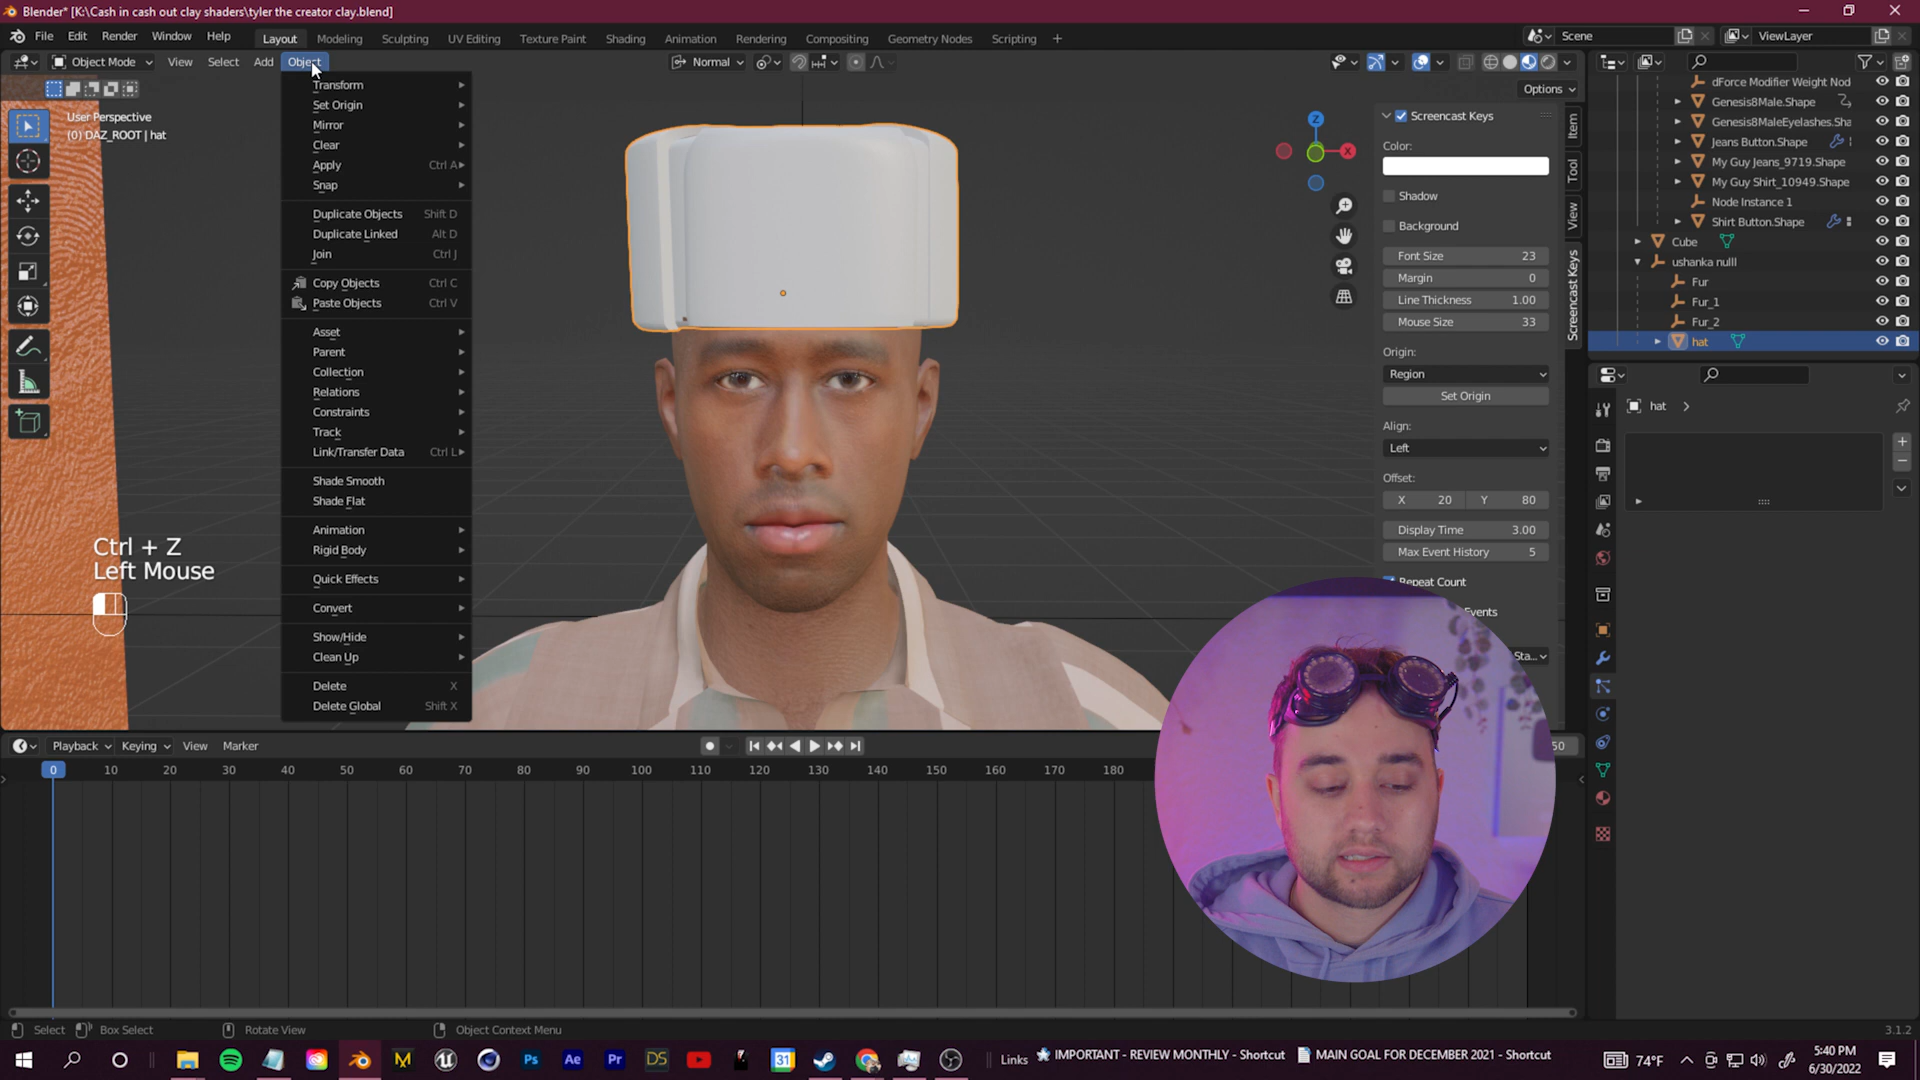 Blender* [K:\Cash in cash out clay shaders\tyler the creator clay.blend]
File Edit Render Window Help Layout Modeling Sculpting UV Editing Texture Paint Shading Animation Rendering Compositing Geometry Nodes Scripting + Scene ViewLayer
Object Mode View Select Add Object Normal
Options
User Perspective
(0) DAZ_ROOT | hat
Transform
Set Origin
Mirror
Clear
Apply Ctrl A
Snap
Duplicate Objects Shift D
Duplicate Linked Alt D
Join Ctrl J
Copy Objects Ctrl C
Paste Objects Ctrl V
Asset
Parent
Collection
Relations
Constraints
Track
Link/Transfer Data Ctrl L
Shade Smooth
Shade Flat
Animation
Rigid Body
Quick Effects
Convert
Show/Hide
Clean Up
Delete X
Delete Global Shift X
Ctrl + Z
Left Mouse
Z
X
Screencast Keys
Color:
Shadow
Background
Font Size 23
Margin 0
Line Thickness 1.00
Mouse Size 33
Origin:
Region
Set Origin
Align:
Left
Offset:
X 20 Y 80
Display Time 3.00
Max Event History 5
Repeat Count
Events
Sta...
Item
Tool
View
Screencast Keys
dForce Modifier Weight Nod
Genesis8Male.Shape
Genesis8MaleEyelashes.Sha
Jeans Button.Shape
My Guy Jeans_9719.Shape
My Guy Shirt_10949.Shape
Node Instance 1
Shirt Button.Shape
Cube
ushanka nulll
Fur
Fur_1
Fur_2
hat
hat
Playback Keying View Marker 50
0 10 20 30 40 50 60 70 80 90 100 110 120 130 140 150 160 170 180
Select Box Select Rotate View Object Context Menu 3.1.2
Ps Ae Pr DS 31 Links IMPORTANT - REVIEW MONTHLY - Shortcut MAIN GOAL FOR DECEMBER 2021 - Shortcut 74°F 5:40 PM
6/30/2022